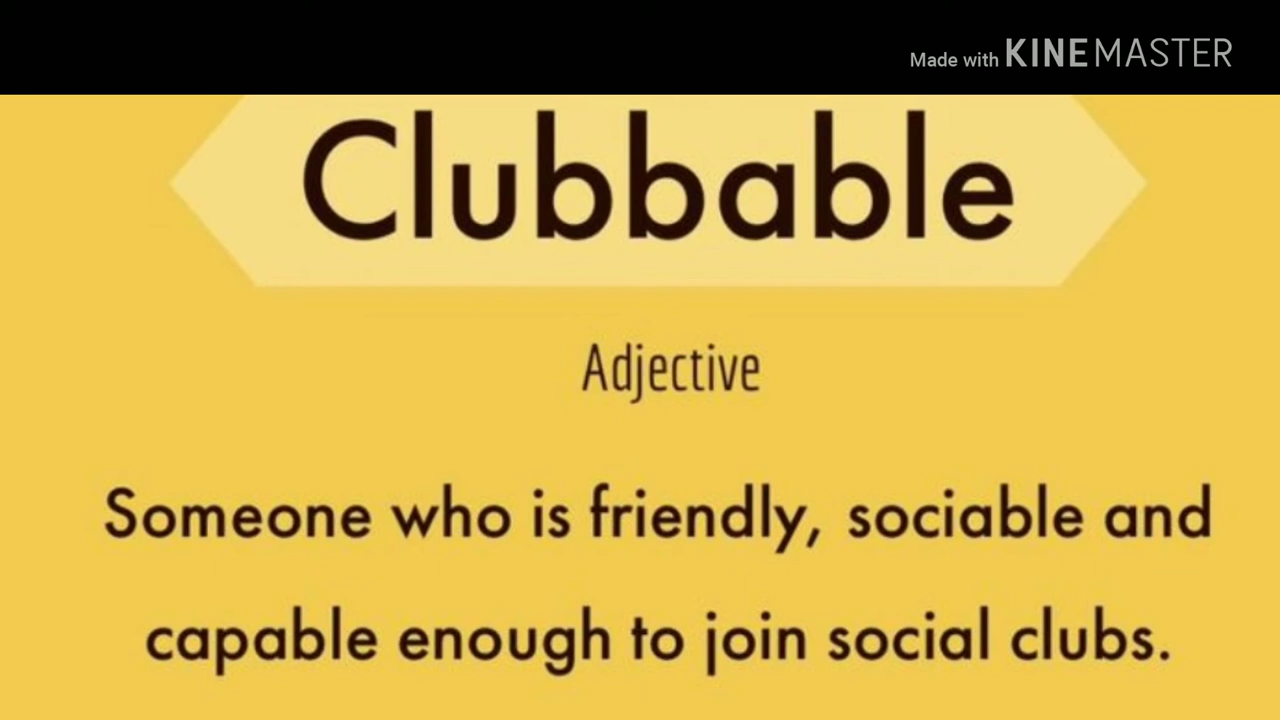 Made with KINEMASTER
Clubbable
Adjective
Someone who is friendly, sociable and
capable enough to join social clubs.